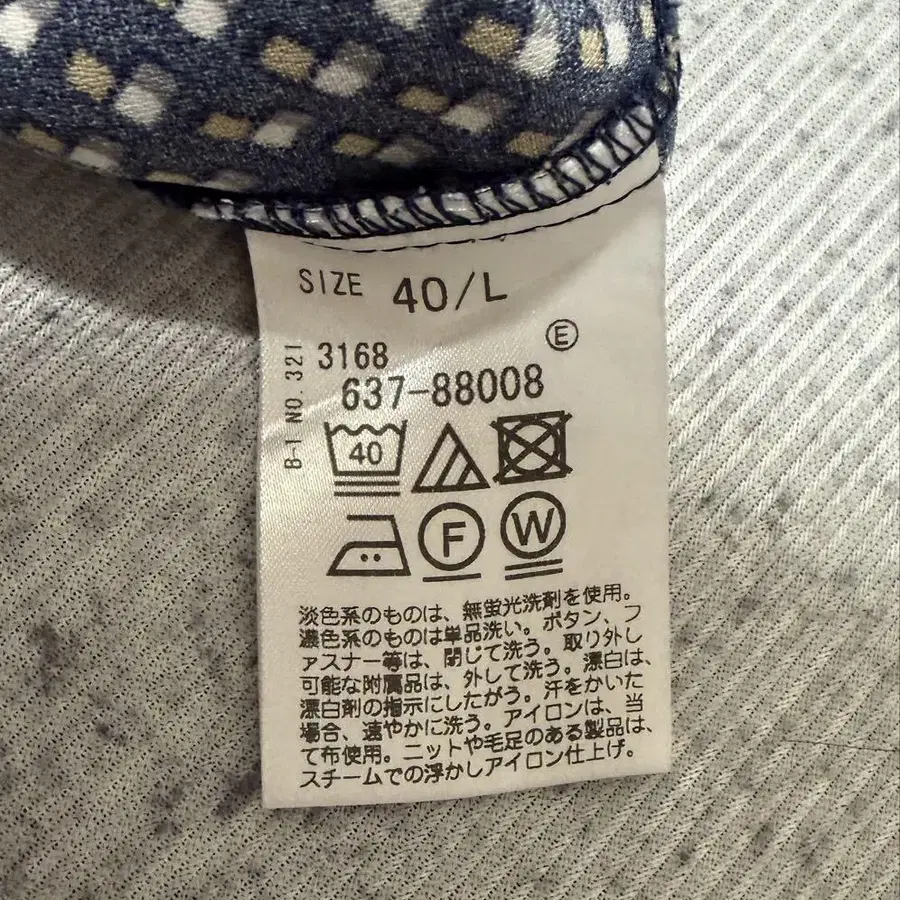 SIZE 40/L
E
B-1 NO.321
3168
637-88008
40
F W
淡色系のものは、無蛍光洗剤を使用。
濃色系のものは単品洗い。ボタン、フ
ァスナー等は、閉じて洗う。取り外し
可能な附属品は、外して洗う。漂白は、
漂白剤の指示にしたがう。汗をかいた
場合、速やかに洗う。アイロンは、当
て布使用。ニットや毛足のある製品は、
スチームでの浮かしアイロン仕上げ。